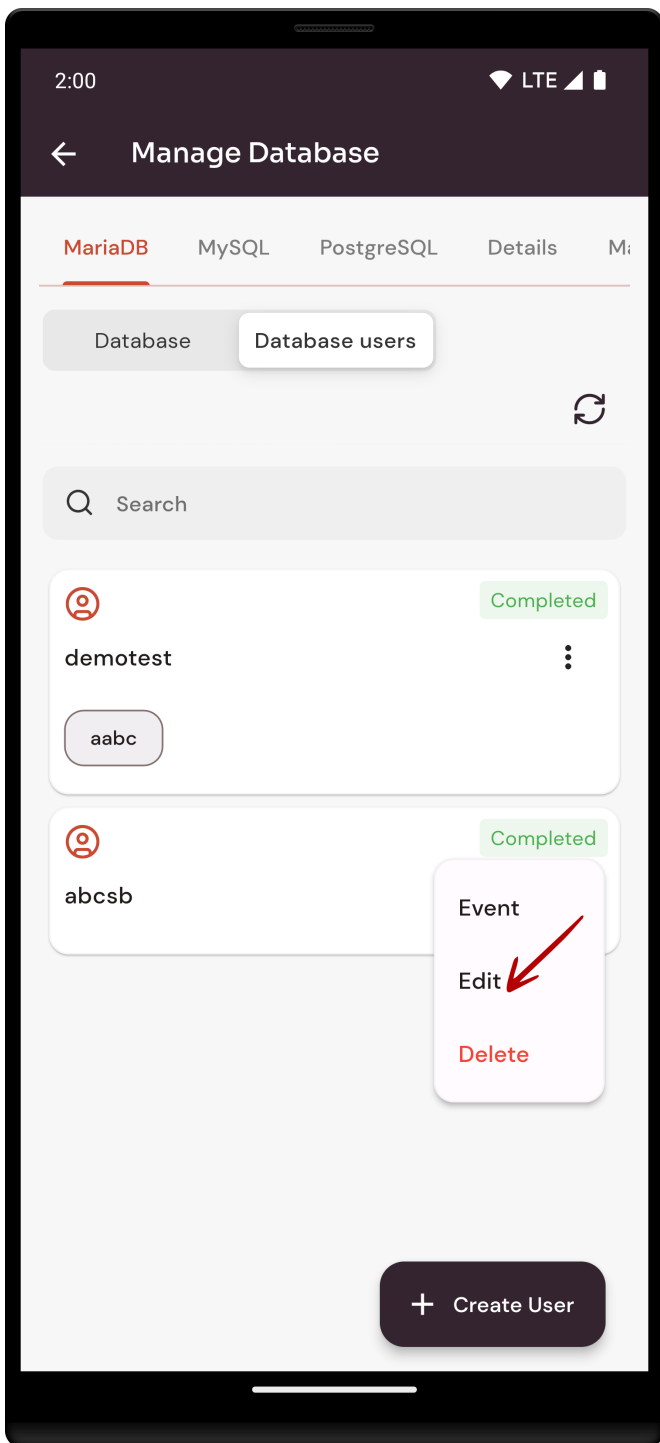 2:00 LTE
Manage Database
MariaDB MySQL PostgreSQL Details Ma
Database Database users
Search
Completed
demotest
aabc
Completed
abcsb
Event
Edit
Delete
+ Create User